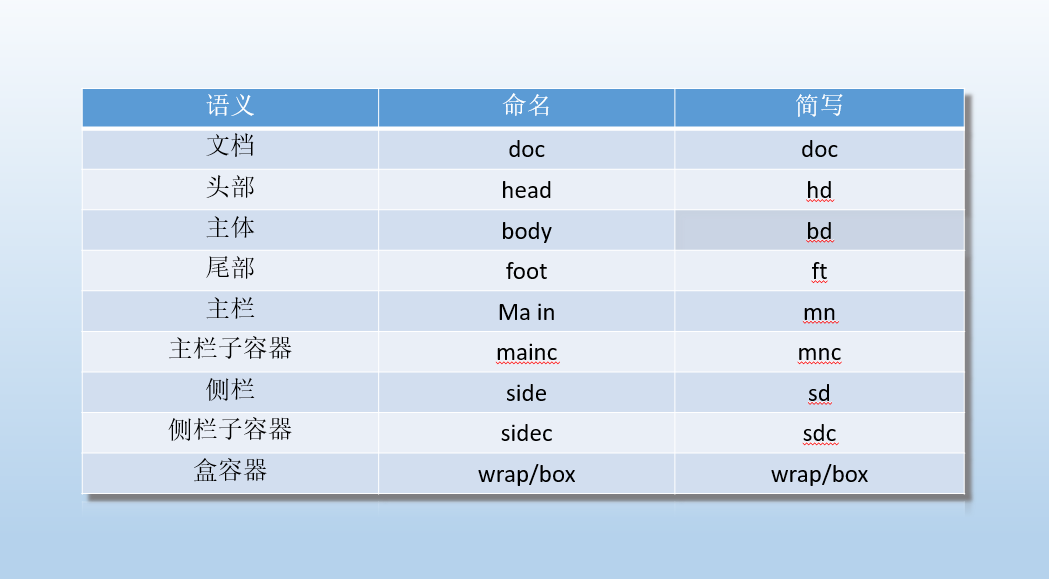 语义 命名 简写
文档 doc doc
头部 head hd
主体 body bd
尾部 foot ft
主栏 Ma in mn
主栏子容器 mainc mnc
侧栏 side sd
侧栏子容器 sidec sdc
盒容器 wrap/box wrap/box